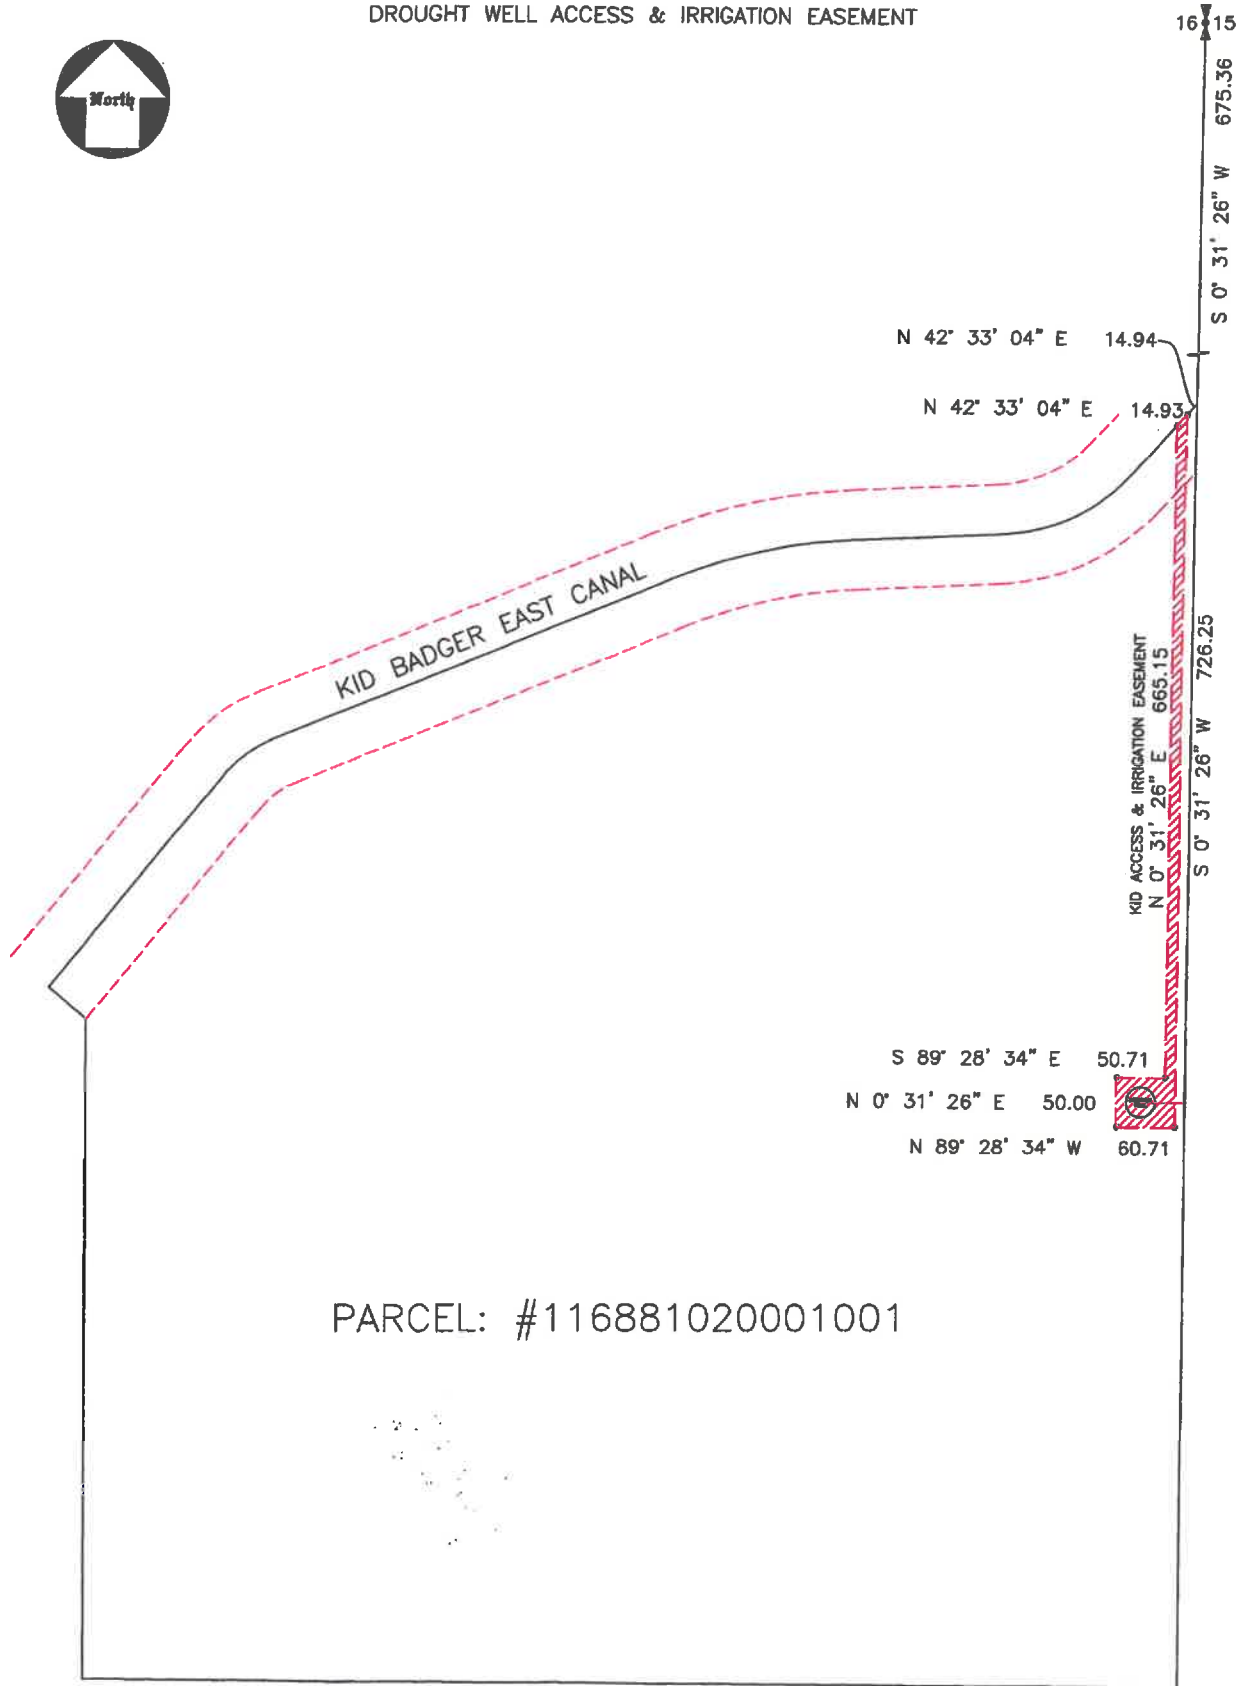 DROUGHT WELL ACCESS & IRRIGATION EASEMENT
16 15
North
S 0° 31' 26" W 675.36
N 42° 33' 04" E 14.94
N 42° 33' 04" E 14.93
KID BADGER EAST CANAL
KID ACCESS & IRRIGATION EASEMENT
N 0° 31' 26" E 665.15
S 0° 31' 26" W 726.25
S 89° 28' 34" E 50.71
N 0° 31' 26" E 50.00
N 89° 28' 34" W 60.71
PARCEL: #116881020001001